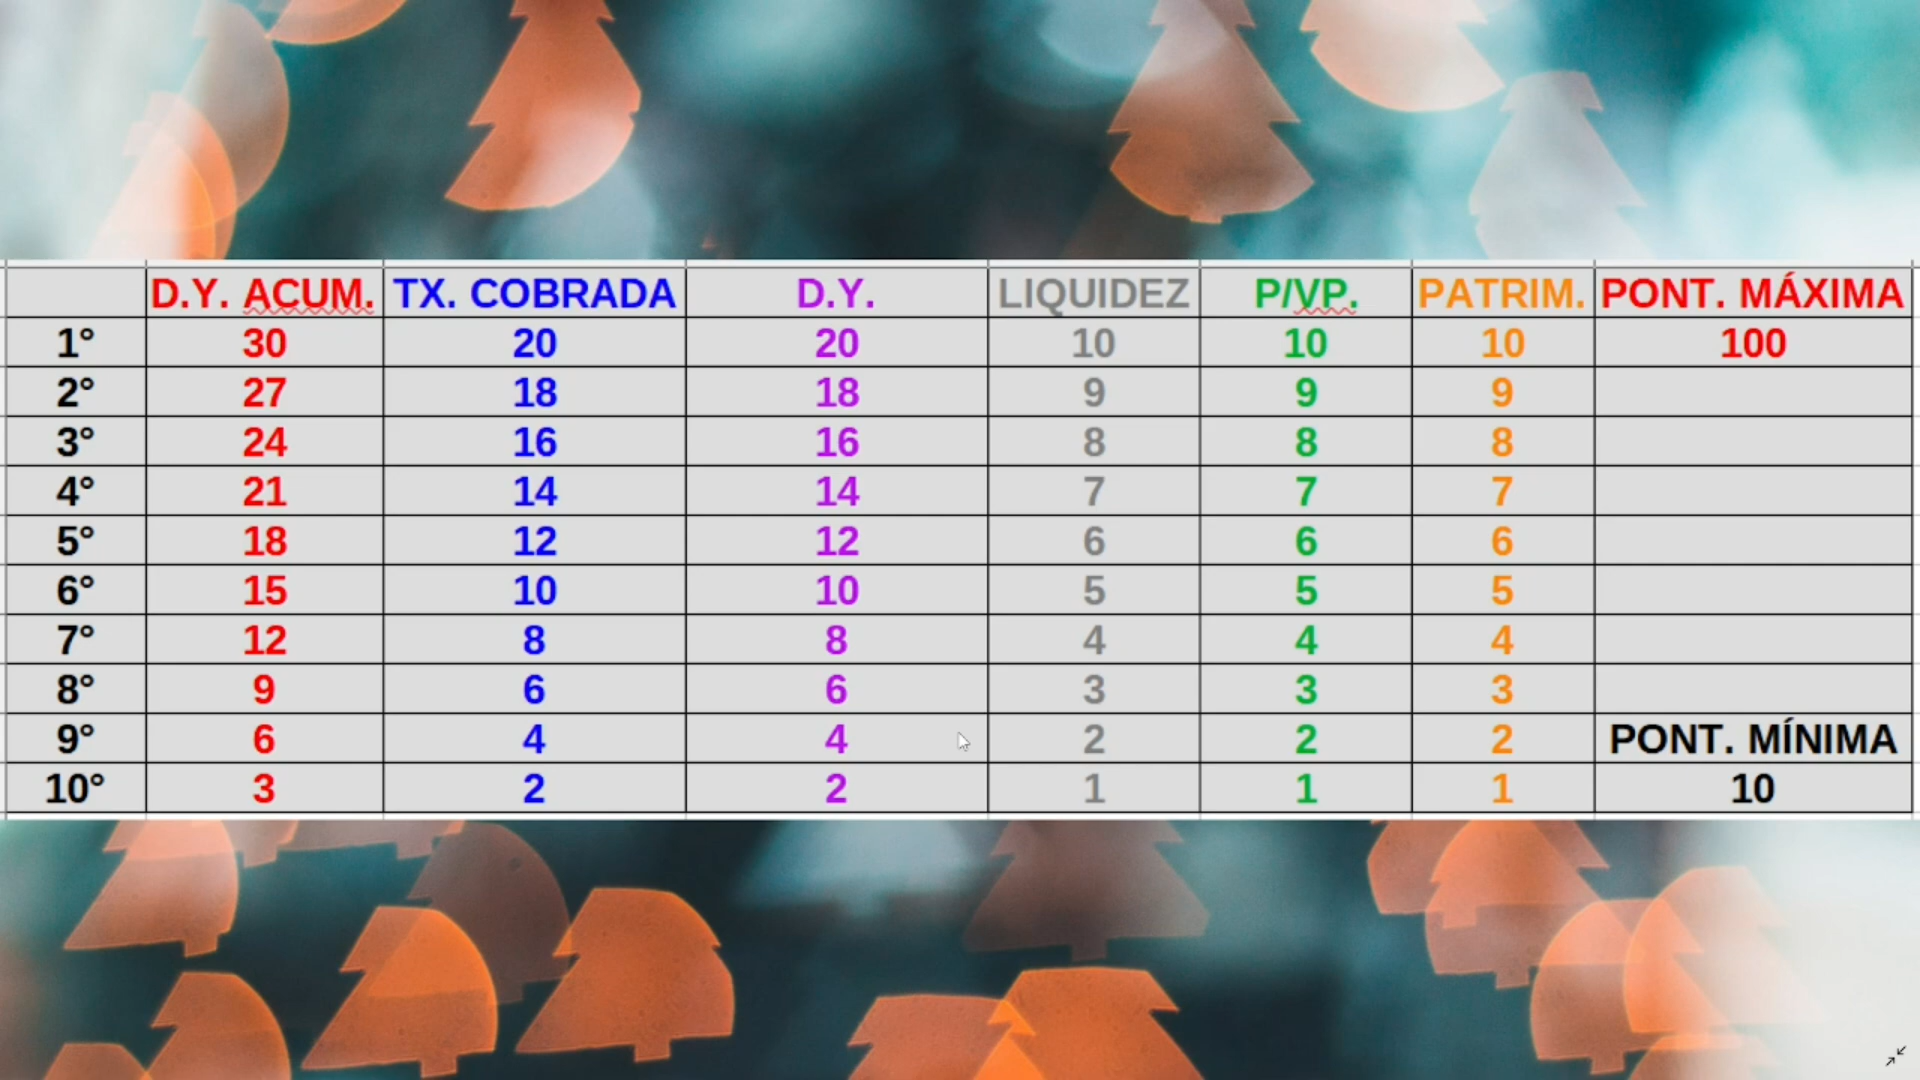 D.Y. ACUM. TX. COBRADA D.Y. LIQUIDEZ P/VP. PATRIM. PONT. MÁXIMA
1° 30 20 20 10 10 10 100
2° 27 18 18 9 9 9
3° 24 16 16 8 8 8
4° 21 14 14 7 7 7
5° 18 12 12 6 6 6
6° 15 10 10 5 5 5
7° 12 8 8 4 4 4
8° 9 6 6 3 3 3
9° 6 4 4 2 2 2 PONT. MÍNIMA
10° 3 2 2 1 1 1 10